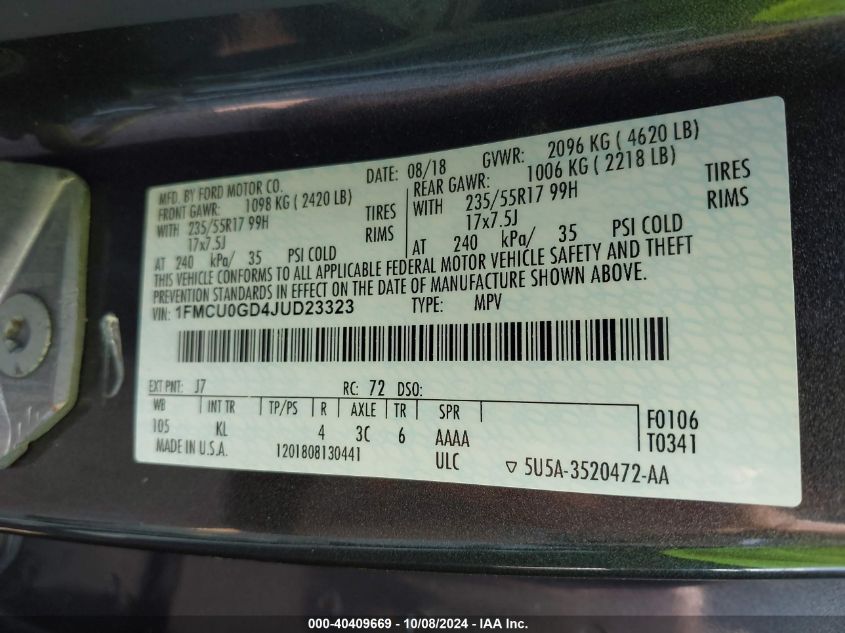 MFD. BY FORD MOTOR CO. DATE: 08/18 GVWR: 2096 KG ( 4620 LB)
FRONT GAWR: 1098 KG ( 2420 LB) REAR GAWR: 1006 KG ( 2218 LB)
WITH 235/55R17 99H TIRES WITH 235/55R17 99H TIRES
17x7.5J RIMS 17x7.5J RIMS
AT 240 kPa/ 35 PSI COLD AT 240 kPa/ 35 PSI COLD
THIS VEHICLE CONFORMS TO ALL APPLICABLE FEDERAL MOTOR VEHICLE SAFETY AND THEFT
PREVENTION STANDARDS IN EFFECT ON THE DATE OF MANUFACTURE SHOWN ABOVE.
VIN: 1FMCU0GD4JUD23323 TYPE: MPV
EXT PNT: J7 RC: 72 DSO:
WB INT TR TP/PS R AXLE TR SPR F0106
105 KL 4 3C 6 AAAA T0341
MADE IN U.S.A. 1201808130441 ULC ▽ 5U5A-3520472-AA
000-40409669 - 10/08/2024 - IAA Inc.